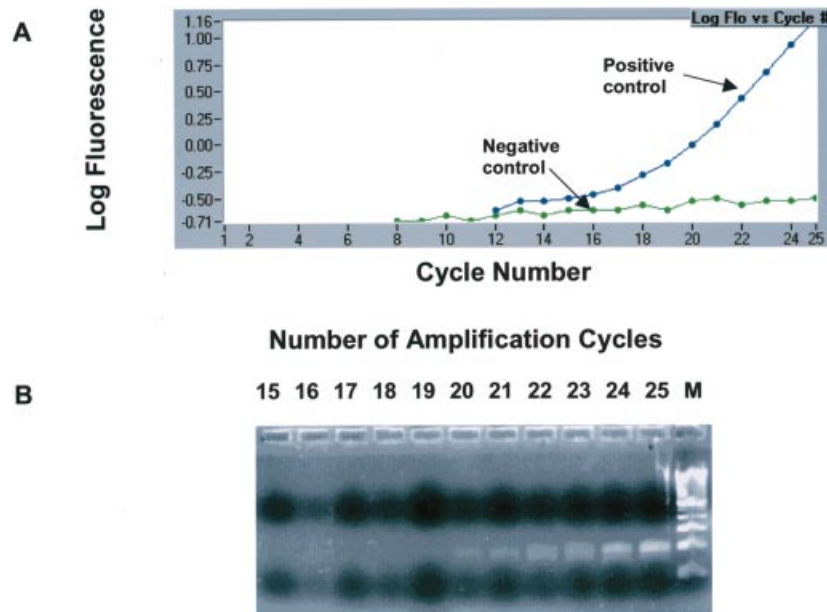 A
Log Flo vs Cycle #
Log Fluorescence
1.16
1.00
0.75
0.50
0.25
0.00
-0.25
-0.50
-0.71
Positive
control
Negative
control
1 2 4 6 8 10 12 14 16 18 20 22 24 25
Cycle Number
Number of Amplification Cycles
B
15 16 17 18 19 20 21 22 23 24 25 M